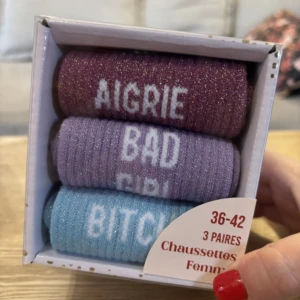 AIGRIE
BAD
GIRL
BITCH
36-42
3 PAIRES
Chaussettes
Femme